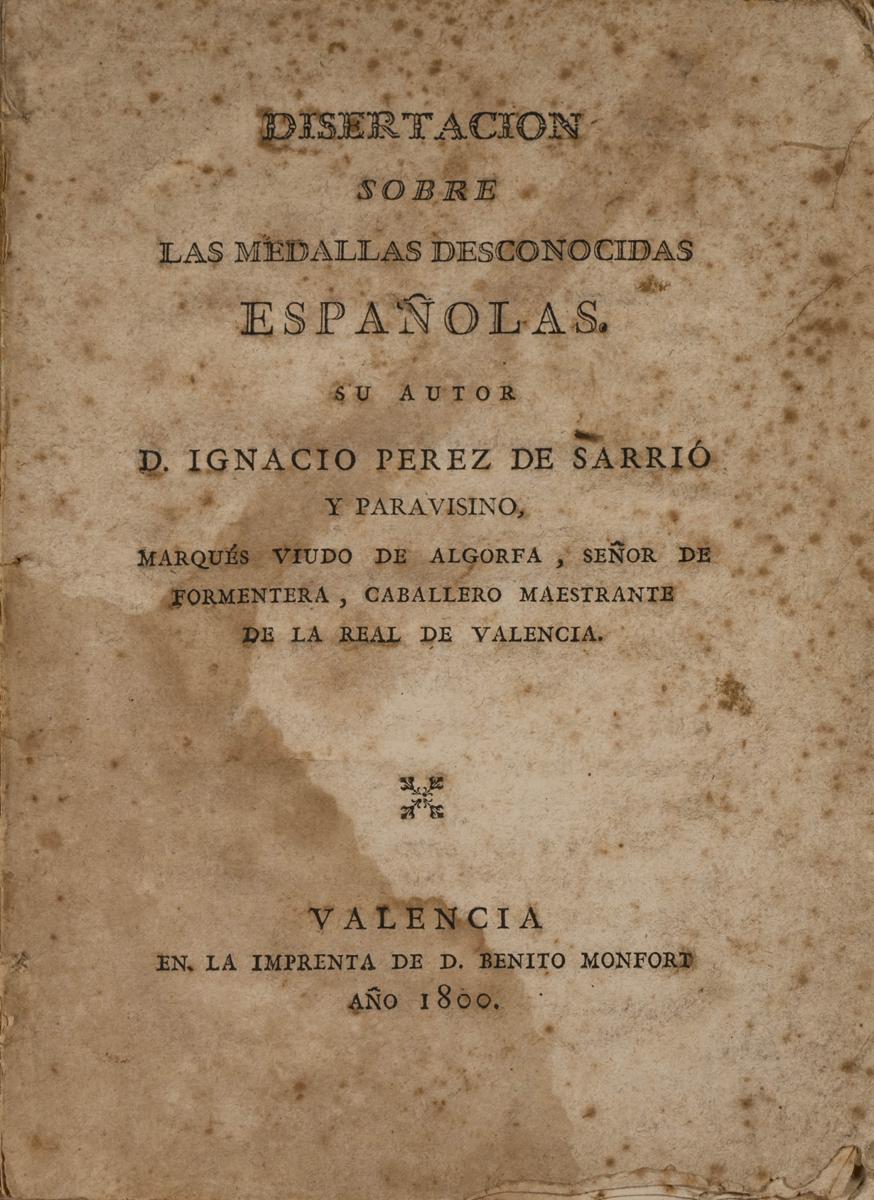 DISERTACION
SOBRE
LAS MEDALLAS DESCONOCIDAS
ESPAÑOLAS.
SU AUTOR
D. IGNACIO PEREZ DE SARRIÓ
Y PARAVISINO,
MARQUÉS VIUDO DE ALGORFA , SEÑOR DE
FORMENTERA , CABALLERO MAESTRANTE
DE LA REAL DE VALENCIA.
VALENCIA
EN LA IMPRENTA DE D. BENITO MONFORT
AÑO 1800.